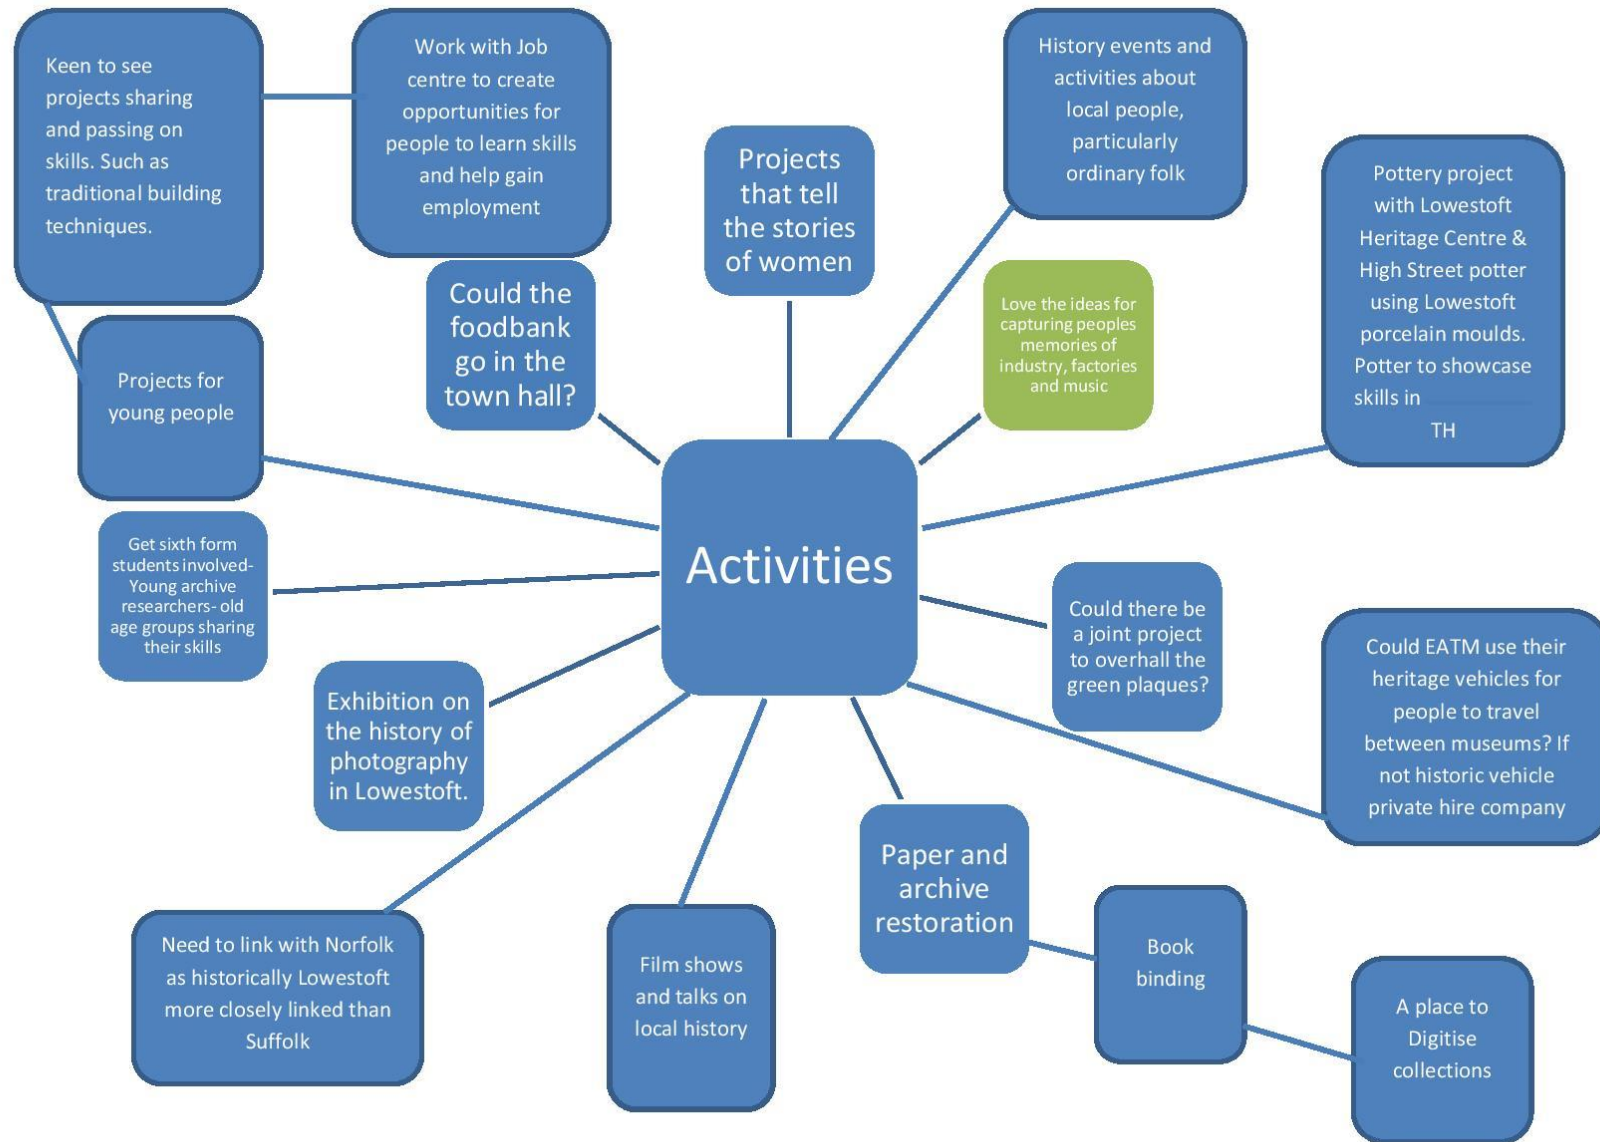 Keen to see
projects sharing
and passing on
skills. Such as
traditional building
techniques.
Work with Job
centre to create
opportunities for
people to learn skills
and help gain
employment
Projects
that tell
the stories
of women
History events and
activities about
local people,
particularly
ordinary folk
Pottery project
with Lowestoft
Heritage Centre &
High Street potter
using Lowestoft
porcelain moulds.
Potter to showcase
skills in
TH
Could the
foodbank
go in the
town hall?
Love the ideas for
capturing peoples
memories of
industry, factories
and music
Projects for
young people
Activities
Get sixth form
students involved-
Young archive
researchers- old
age groups sharing
their skills
Could there be
a joint project
to overhall the
green plaques?
Could EATM use their
heritage vehicles for
people to travel
between museums? If
not historic vehicle
private hire company
Exhibition on
the history of
photography
in Lowestoft.
Paper and
archive
restoration
Need to link with Norfolk
as historically Lowestoft
more closely linked than
Suffolk
Film shows
and talks on
local history
Book
binding
A place to
Digitise
collections